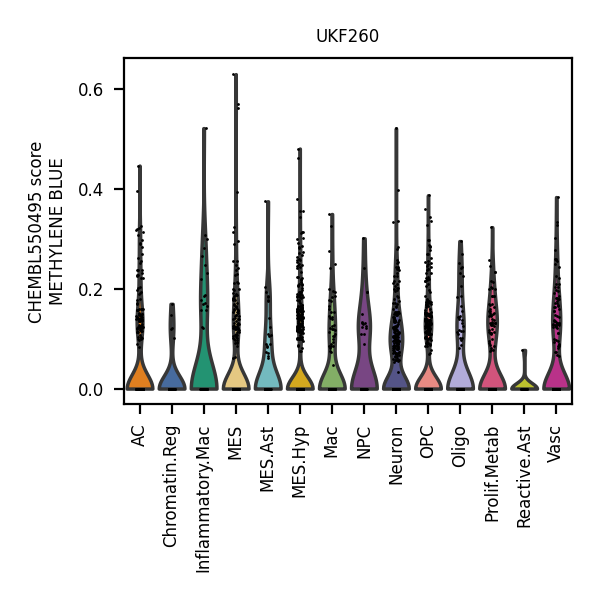 UKF260
CHEMBL550495 score
METHYLENE BLUE
0.6
0.4
0.2
0.0
AC
Chromatin.Reg
Inflammatory.Mac
MES
MES.Ast
MES.Hyp
Mac
NPC
Neuron
OPC
Oligo
Prolif.Metab
Reactive.Ast
Vasc